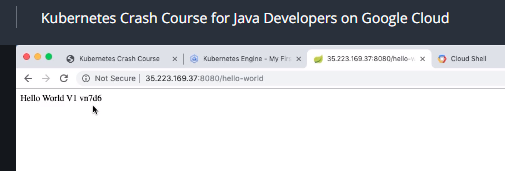 Kubernetes Crash Course for Java Developers on Google Cloud
Kubernetes Crash Course
Kubernetes Engine - My Firs
35.223.169.37:8080/hello-w
Cloud Shell
Not Secure | 35.223.169.37:8080/hello-world
Hello World V1 vn7d6